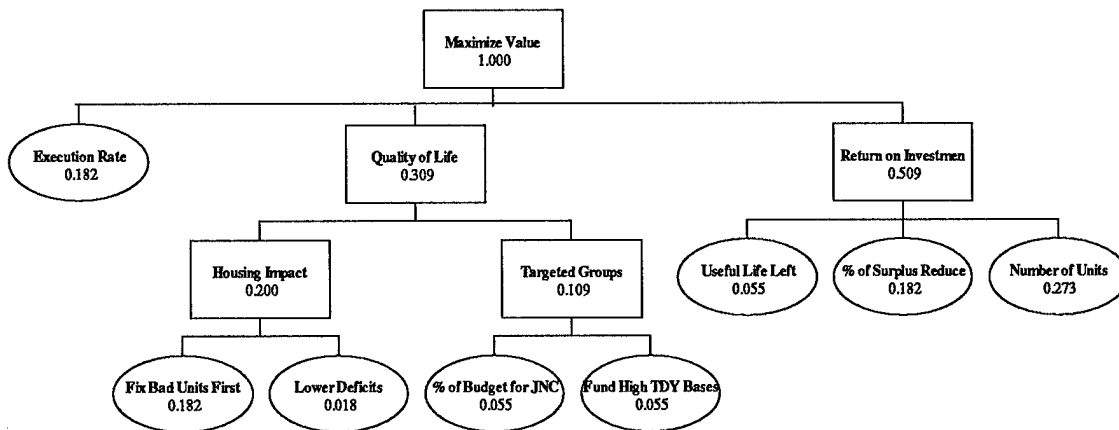 Maximize Value
1.000
Execution Rate
0.182
Quality of Life
0.309
Return on Investmen
0.509
Housing Impact
0.200
Targeted Groups
0.109
Useful Life Left
0.055
% of Surplus Reduce
0.182
Number of Units
0.273
Fix Bad Units First
0.182
Lower Deficits
0.018
% of Budget for JNC
0.055
Fund High TDY Bases
0.055